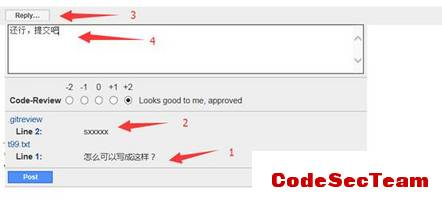 Reply...
3
还行，提交吧
4
-2 -1 0 +1 +2
Code-Review Looks good to me, approved
.gitreview
Line 2: sxxxxx
2
t99.txt
Line 1: 怎么可以写成这样？
1
Post
CodeSecTeam